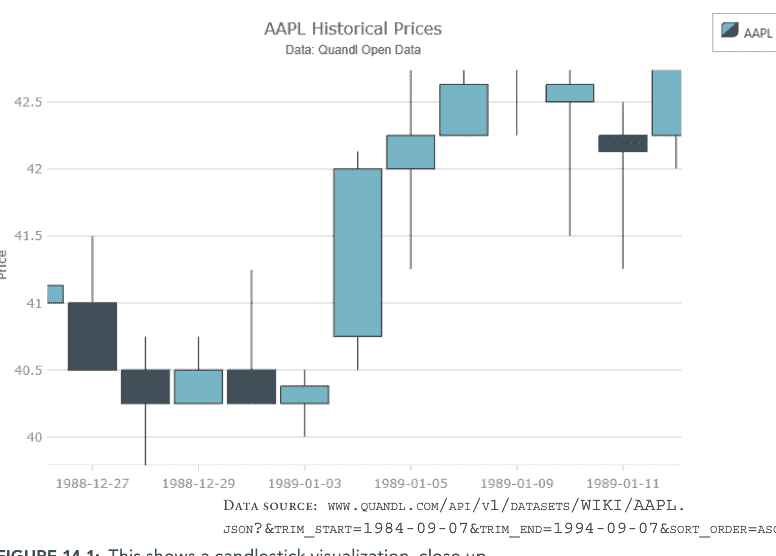 AAPL Historical Prices
Data: Quandl Open Data
AAPL
42.5
42
41.5
41
40.5
40
Price
1988-12-27 1988-12-29 1989-01-03 1989-01-05 1989-01-09 1989-01-11
Data source: www.quandl.com/api/v1/datasets/WIKI/AAPL.
json?&trim_start=1984-09-07&trim_end=1994-09-07&sort_order=asc
FIGURE 14.1: This shows a candlestick visualization, close up